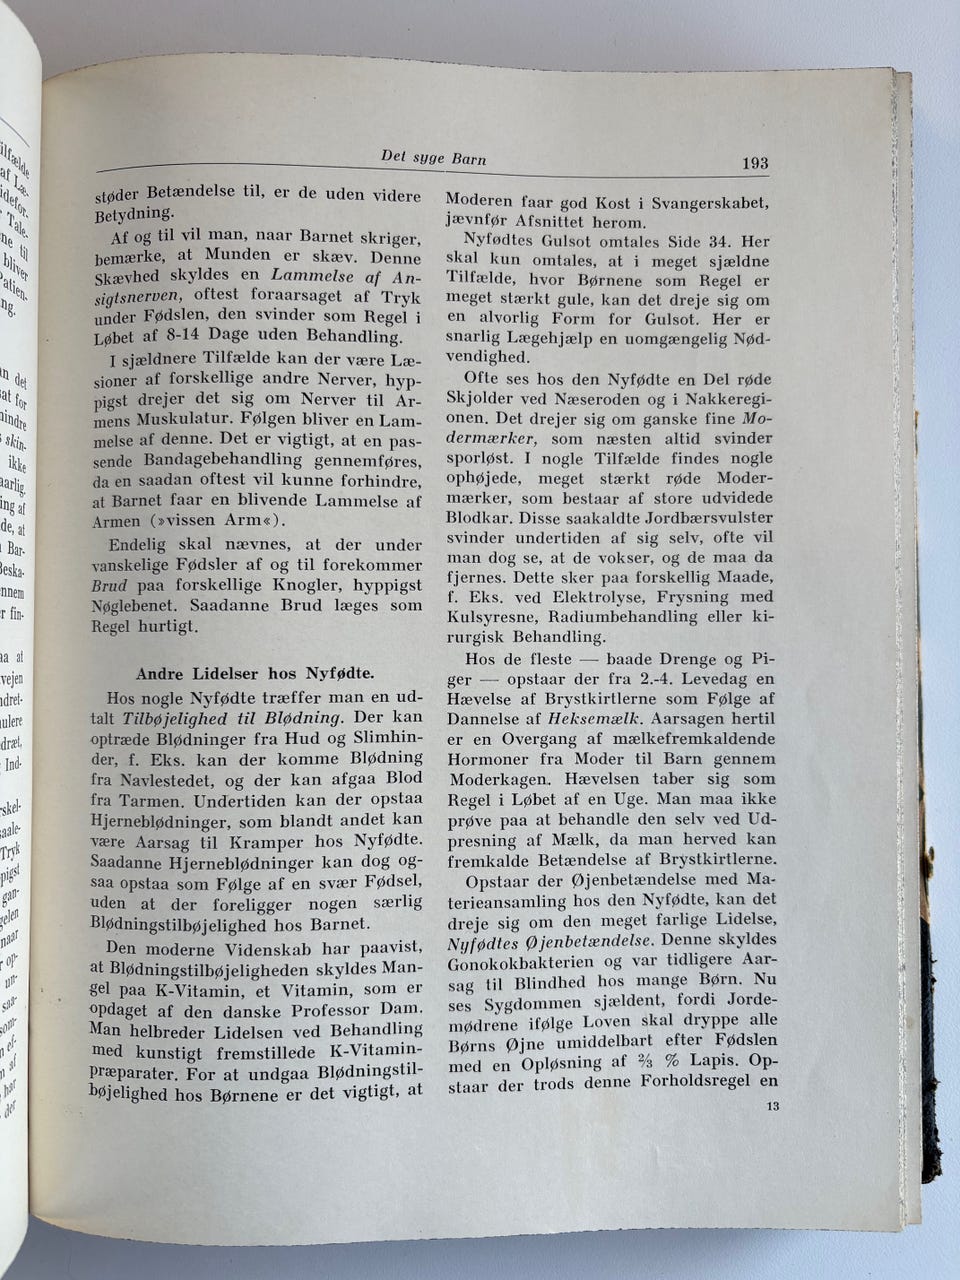 Det syge Barn
193
støder Betændelse til, er de uden videre
Betydning.
Af og til vil man, naar Barnet skriger,
bemærke, at Munden er skæv. Denne
Skævhed skyldes en Lammelse af An-
sigtsnerven, oftest foraarsaget af Tryk
under Fødslen, den svinder som Regel i
Løbet af 8-14 Dage uden Behandling.
I sjældnere Tilfælde kan der være Læ-
sioner af forskellige andre Nerver, hyp-
pigst drejer det sig om Nerver til Ar-
mens Muskulatur. Følgen bliver en Lam-
melse af denne. Det er vigtigt, at en pas-
sende Bandagebehandling gennemføres,
da en saadan oftest vil kunne forhindre,
at Barnet faar en blivende Lammelse af
Armen (»vissen Arm«).
Endelig skal nævnes, at der under
vanskelige Fødsler af og til forekommer
Brud paa forskellige Knogler, hyppigst
Nøglebenet. Saadanne Brud læges som
Regel hurtigt.
Andre Lidelser hos Nyfødte.
Hos nogle Nyfødte træffer man en ud-
talt Tilbøjelighed til Blødning. Der kan
optræde Blødninger fra Hud og Slimhin-
der, f. Eks. kan der komme Blødning
fra Navlestedet, og der kan afgaa Blod
fra Tarmen. Undertiden kan der opstaa
Hjerneblødninger, som blandt andet kan
være Aarsag til Kramper hos Nyfødte.
Saadanne Hjerneblødninger kan dog og-
saa opstaa som Følge af en svær Fødsel,
uden at der foreligger nogen særlig
Blødningstilbøjelighed hos Barnet.
Den moderne Videnskab har paavist,
at Blødningstilbøjeligheden skyldes Man-
gel paa K-Vitamin, et Vitamin, som er
opdaget af den danske Professor Dam.
Man helbreder Lidelsen ved Behandling
med kunstigt fremstillede K-Vitamin-
præparater. For at undgaa Blødningstil-
bøjelighed hos Børnene er det vigtigt, at
Moderen faar god Kost i Svangerskabet,
jævnfør Afsnittet herom.
Nyfødtes Gulsot omtales Side 34. Her
skal kun omtales, at i meget sjældne
Tilfælde, hvor Børnene som Regel er
meget stærkt gule, kan det dreje sig om
en alvorlig Form for Gulsot. Her er
snarlig Lægehjælp en uomgængelig Nød-
vendighed.
Ofte ses hos den Nyfødte en Del røde
Skjolder ved Næseroden og i Nakkeregi-
onen. Det drejer sig om ganske fine Mo-
dermærker, som næsten altid svinder
sporløst. I nogle Tilfælde findes nogle
ophøjede, meget stærkt røde Moder-
mærker, som bestaar af store udvidede
Blodkar. Disse saakaldte Jordbærsvulster
svinder undertiden af sig selv, ofte vil
man dog se, at de vokser, og de maa da
fjernes. Dette sker paa forskellig Maade,
f. Eks. ved Elektrolyse, Frysning med
Kulsyresne, Radiumbehandling eller ki-
rurgisk Behandling.
Hos de fleste — baade Drenge og Pi-
ger — opstaar der fra 2.-4. Levedag en
Hævelse af Brystkirtlerne som Følge af
Dannelse af Heksemælk. Aarsagen hertil
er en Overgang af mælkefremkaldende
Hormoner fra Moder til Barn gennem
Moderkagen. Hævelsen taber sig som
Regel i Løbet af en Uge. Man maa ikke
prøve paa at behandle den selv ved Ud-
presning af Mælk, da man herved kan
fremkalde Betændelse af Brystkirtlerne.
Opstaar der Øjenbetændelse med Ma-
terieansamling hos den Nyfødte, kan det
dreje sig om den meget farlige Lidelse,
Nyfødtes Øjenbetændelse. Denne skyldes
Gonokokbakterien og var tidligere Aar-
sag til Blindhed hos mange Børn. Nu
ses Sygdommen sjældent, fordi Jorde-
mødrene ifølge Loven skal dryppe alle
Børns Øjne umiddelbart efter Fødslen
med en Opløsning af ⅔ % Lapis. Op-
staar der trods denne Forholdsregel en
13